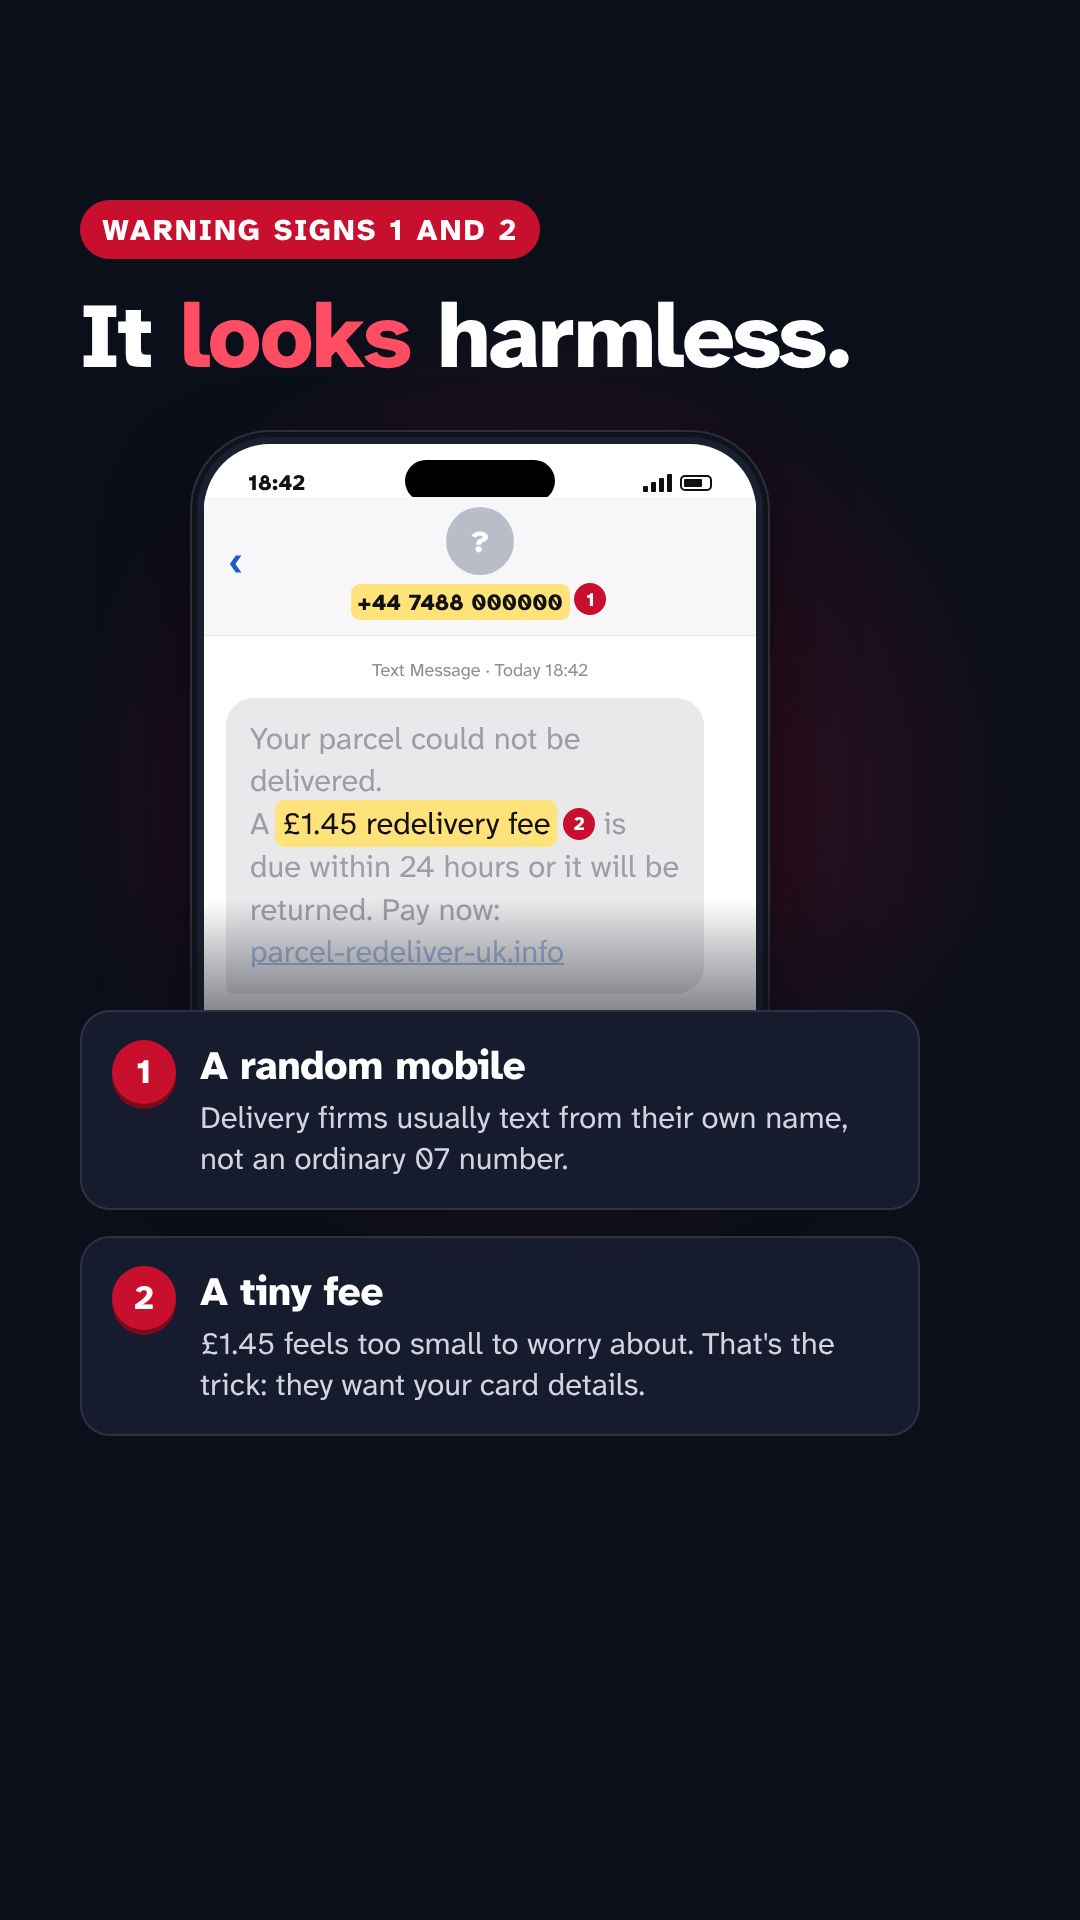 WARNING SIGNS 1 AND 2
It looks harmless.
18:42
?
‹
+44 7488 000000 1
Text Message · Today 18:42
Your parcel could not be
delivered.
A £1.45 redelivery fee 2 is
due within 24 hours or it will be
returned. Pay now:
parcel-redeliver-uk.info
1
A random mobile
Delivery firms usually text from their own name,
not an ordinary 07 number.
2
A tiny fee
£1.45 feels too small to worry about. That's the
trick: they want your card details.